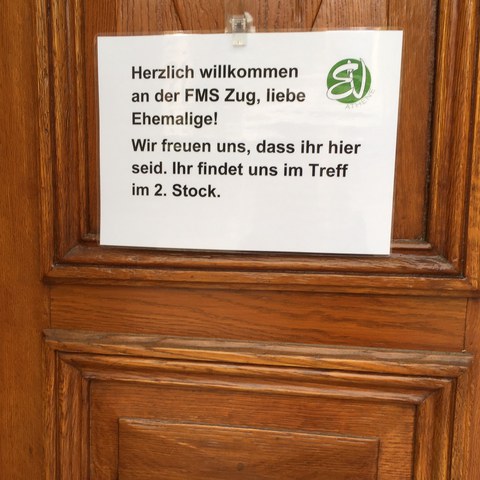 Herzlich willkommen
an der FMS Zug, liebe
Ehemalige!
Wir freuen uns, dass ihr hier
seid. Ihr findet uns im Treff
im 2. Stock.